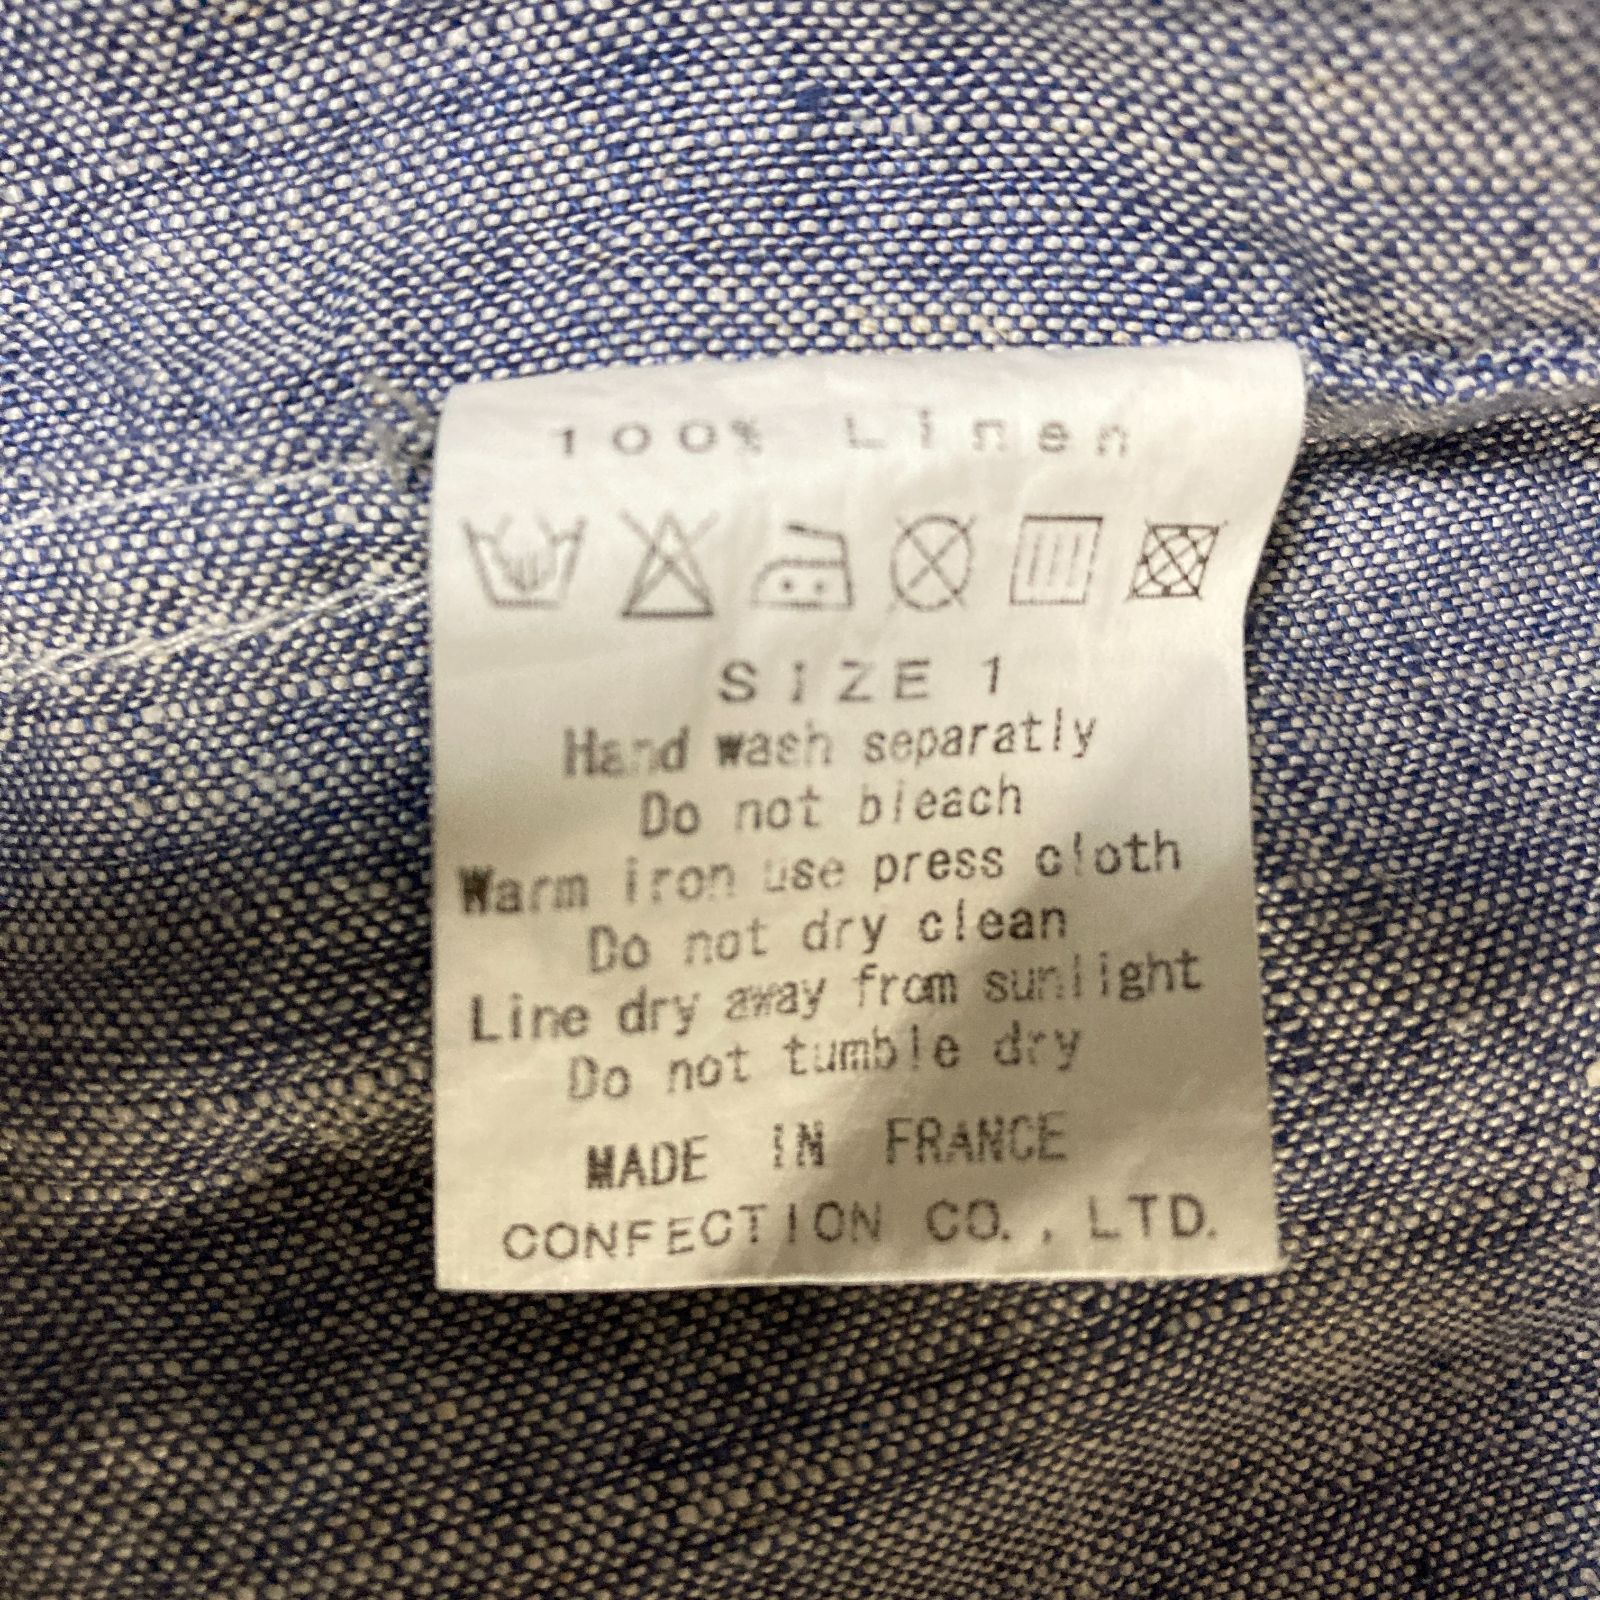 100% Linen
SIZE 1
Hand wash separatly
Do not bleach
Warm iron use press cloth
Do not dry clean
Line dry away from sunlight
Do not tumble dry
MADE IN FRANCE
CONFECTION CO., LTD.